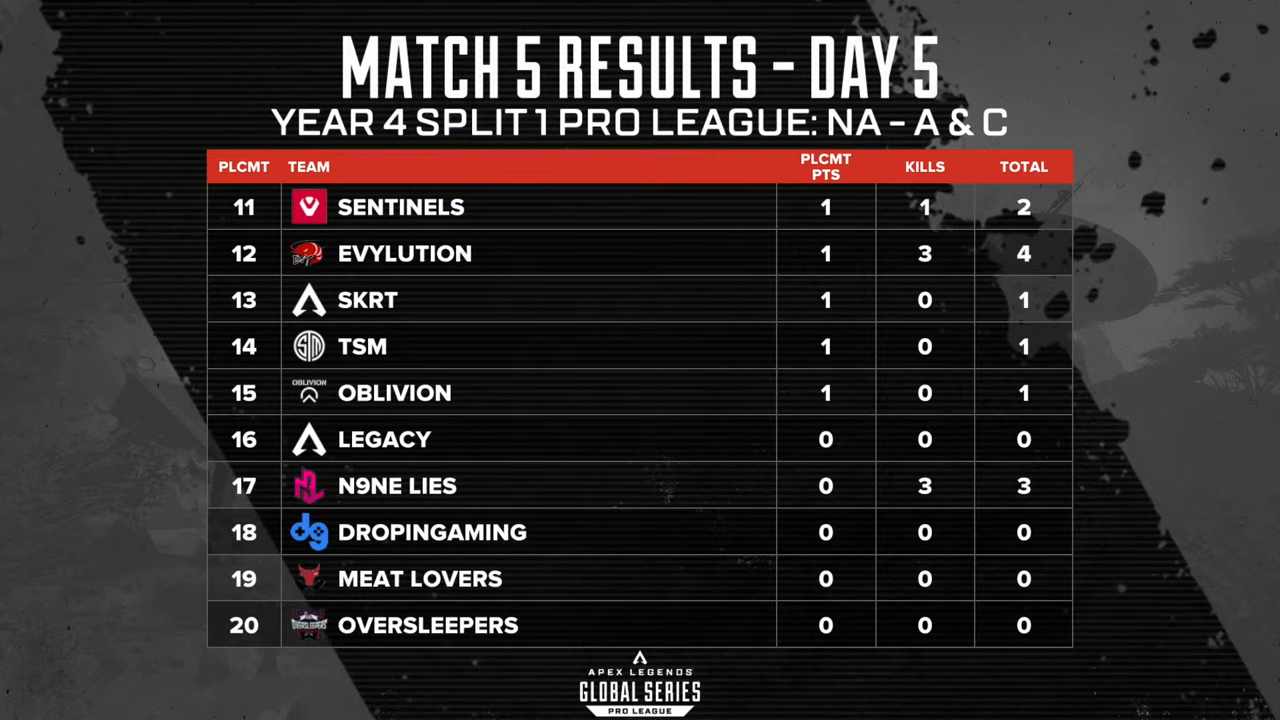 MATCH 5 RESULTS - DAY 5
YEAR 4 SPLIT 1 PRO LEAGUE: NA - A & C
PLCMT TEAM PLCMT PTS KILLS TOTAL
11 SENTINELS 1 1 2
12 EVYLUTION 1 3 4
13 SKRT 1 0 1
14 TSM TSM 1 0 1
15 OBLIVION OBLIVION 1 0 1
16 LEGACY 0 0 0
17 N9NE LIES 0 3 3
18 dg DROPINGAMING 0 0 0
19 MEAT LOVERS 0 0 0
20 OVERSLEEPERS OVERSLEEPERS 0 0 0
APEX LEGENDS
GLOBAL SERIES
PRO LEAGUE